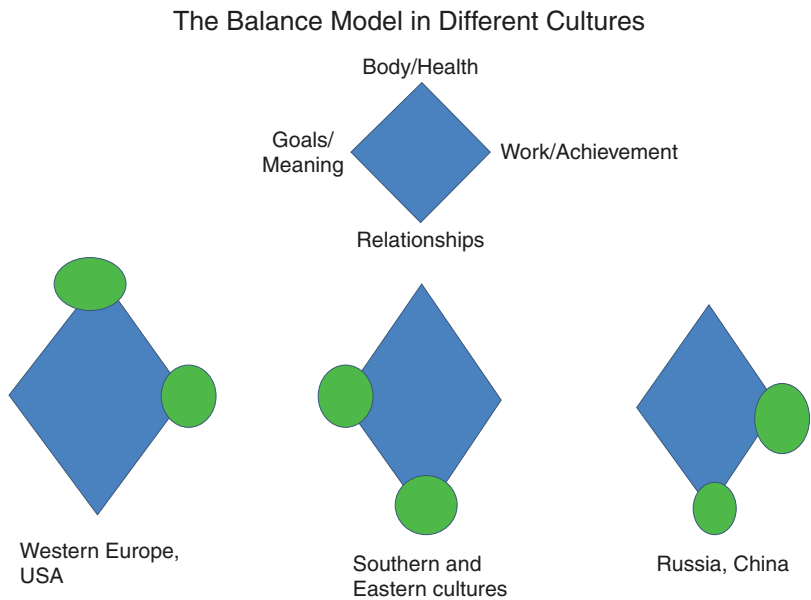 The Balance Model in Different Cultures
Body/Health
Goals/
Meaning
Work/Achievement
Relationships
Western Europe,
USA
Southern and
Eastern cultures
Russia, China